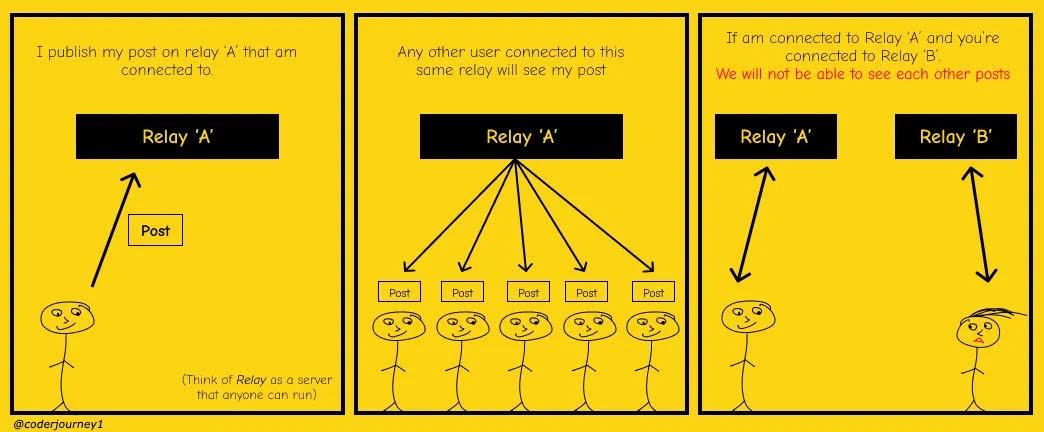 I publish my post on relay ‘A’ that am
connected to.
Relay ‘A’
Post
(Think of Relay as a server
that anyone can run)
Any other user connected to this
same relay will see my post
Relay ‘A’
Post
Post
Post
Post
Post
If am connected to Relay ‘A’ and you're
connected to Relay ‘B’.
We will not be able to see each other posts
Relay ‘A’
Relay ‘B’
@coderjourney1